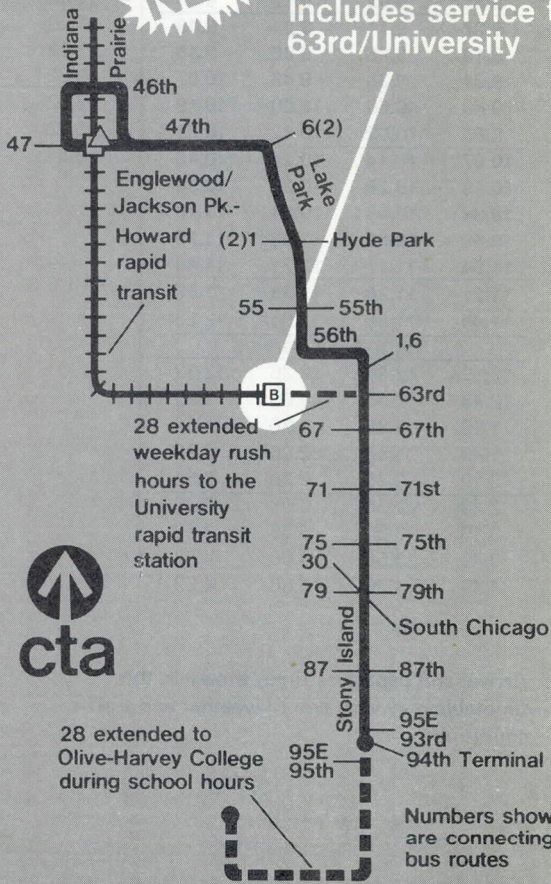 Includes service t
63rd/University
Indiana
Prairie
46th
47th
47
6(2)
Lake
Park
Englewood/
Jackson Pk.-
Howard
rapid
transit
(2)1
Hyde Park
55
55th
56th
1,6
B
63rd
28 extended
weekday rush
hours to the
University
rapid transit
station
67
67th
71
71st
75
75th
30
79
79th
South Chicago
Stony Island
87
87th
cta
95E
93rd
94th Terminal
95E
95th
28 extended to
Olive-Harvey College
during school hours
Numbers show
are connecting
bus routes